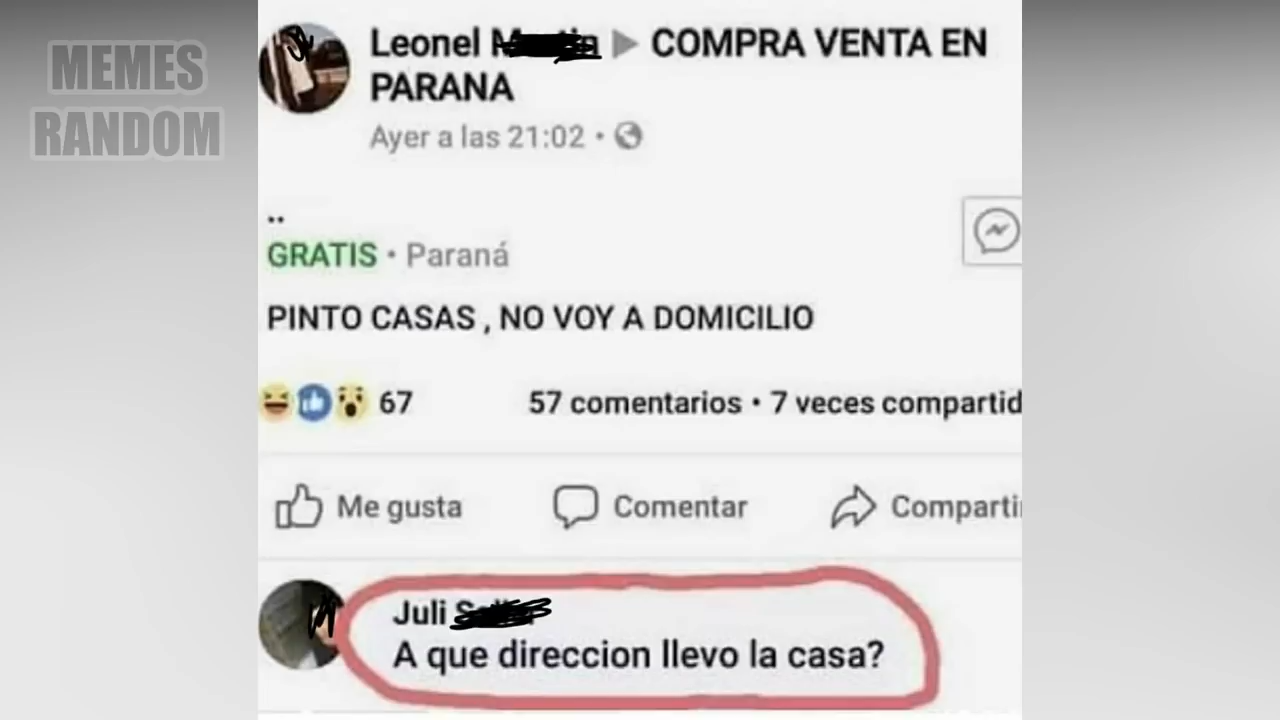 MEMES
RANDOM
Leonel COMPRA VENTA EN
PARANA
Ayer a las 21:02 •
..
GRATIS • Paraná
PINTO CASAS , NO VOY A DOMICILIO
67 57 comentarios • 7 veces compartid
Me gusta Comentar Comparti
Juli
A que direccion llevo la casa?